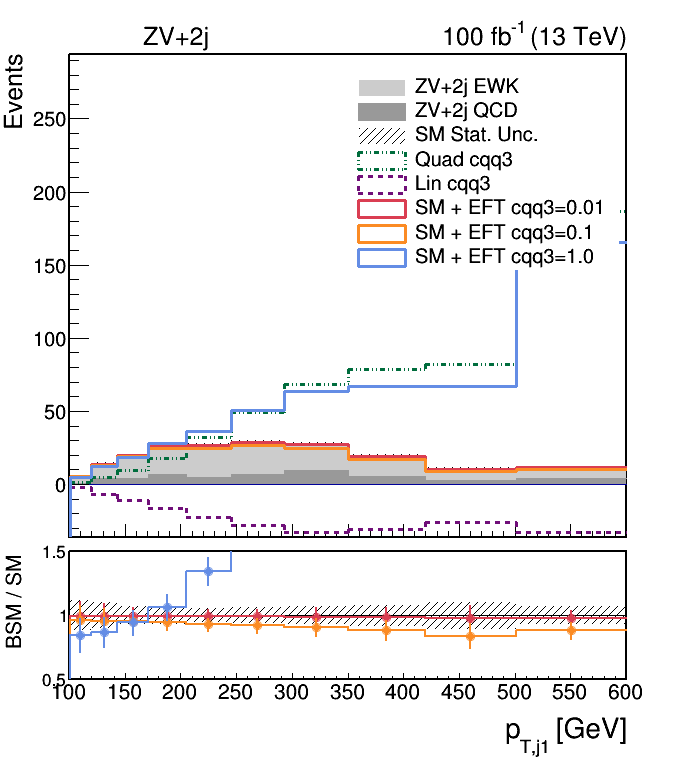 ZV+2j 100 fb⁻¹ (13 TeV)
Events
ZV+2j EWK
ZV+2j QCD
SM Stat. Unc.
Quad cqq3
Lin cqq3
SM + EFT cqq3=0.01
SM + EFT cqq3=0.1
SM + EFT cqq3=1.0
250
200
150
100
50
0
BSM / SM
1.5
1
0.5
100 150 200 250 300 350 400 450 500 550 600
p_T,j1 [GeV]